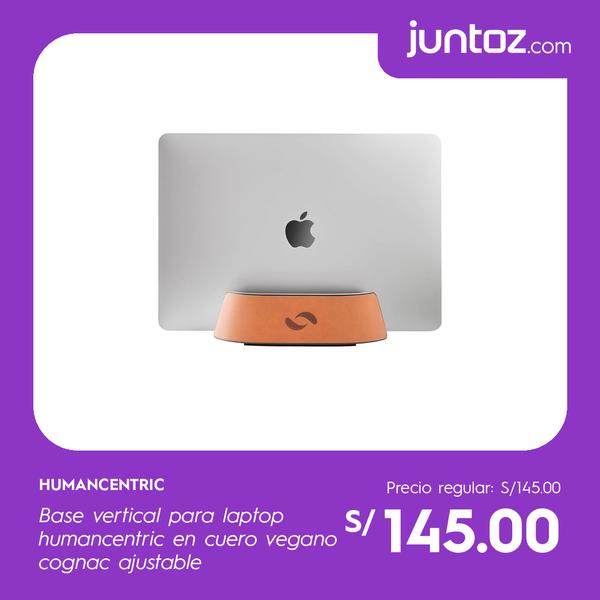 juntoz.com
HUMANCENTRIC
Base vertical para laptop
humancentric en cuero vegano
cognac ajustable
Precio regular: S/145.00
S/ 145.00